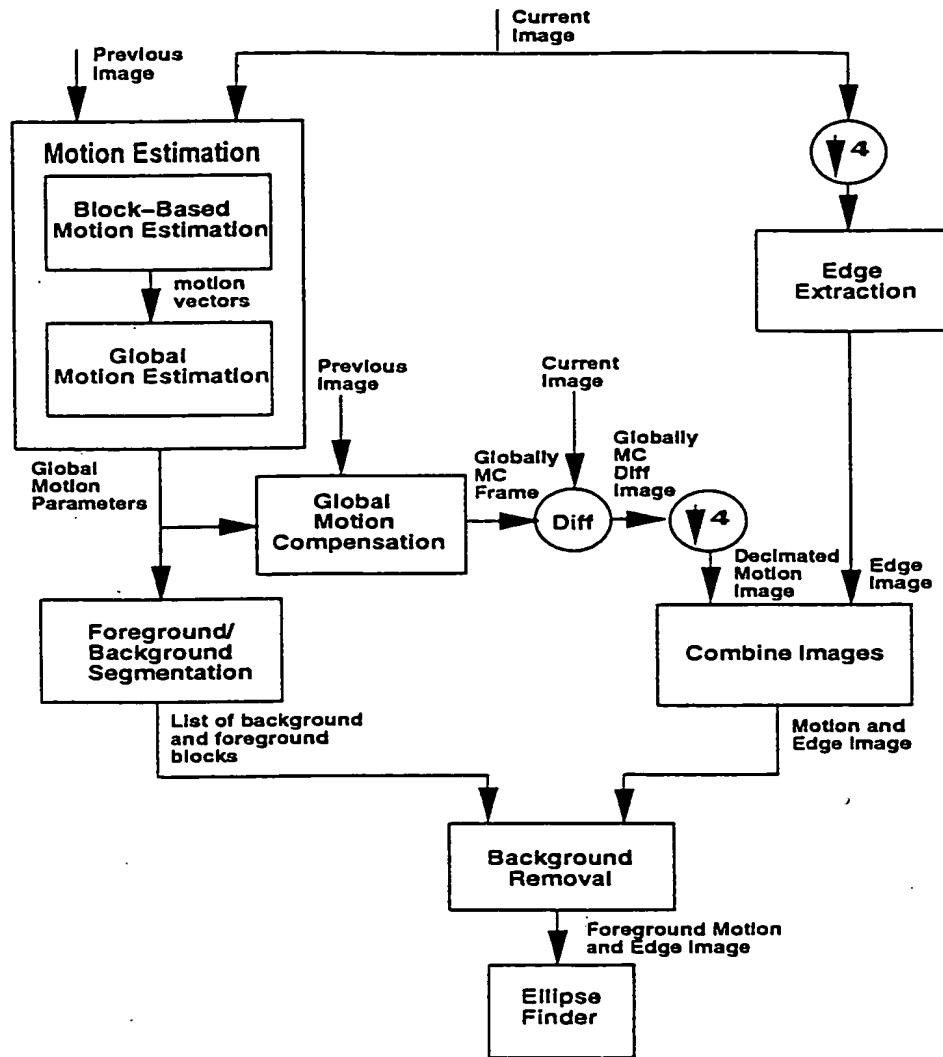 Current
Image
Previous
Image
Motion Estimation
Block-Based
Motion Estimation
motion
vectors
Global
Motion Estimation
4
Edge
Extraction
Previous
Image
Current
Image
Global
Motion
Parameters
Global
Motion
Compensation
Globally
MC
Frame
Diff
Globally
MC
Diff
Image
4
Decimated
Motion
Image
Edge
Image
Foreground/
Background
Segmentation
Combine Images
List of background
and foreground
blocks
Motion and
Edge Image
Background
Removal
Foreground Motion
and Edge Image
Ellipse
Finder